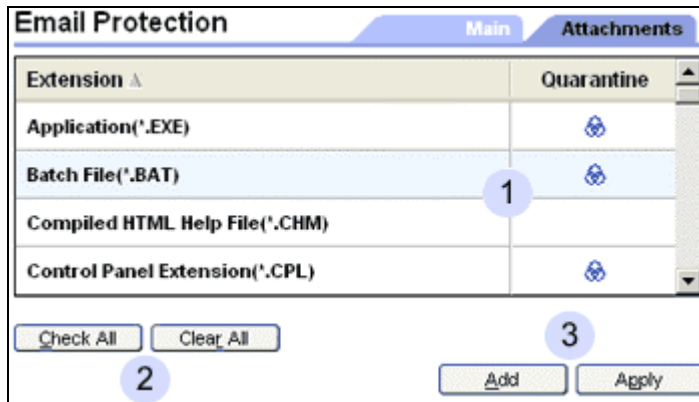 Email Protection Main Attachments
Extension Quarantine
Application(*.EXE)
Batch File(*.BAT)
1
Compiled HTML Help File(*.CHM)
Control Panel Extension(*.CPL)
Check All Clear All 3
2 Add Apply